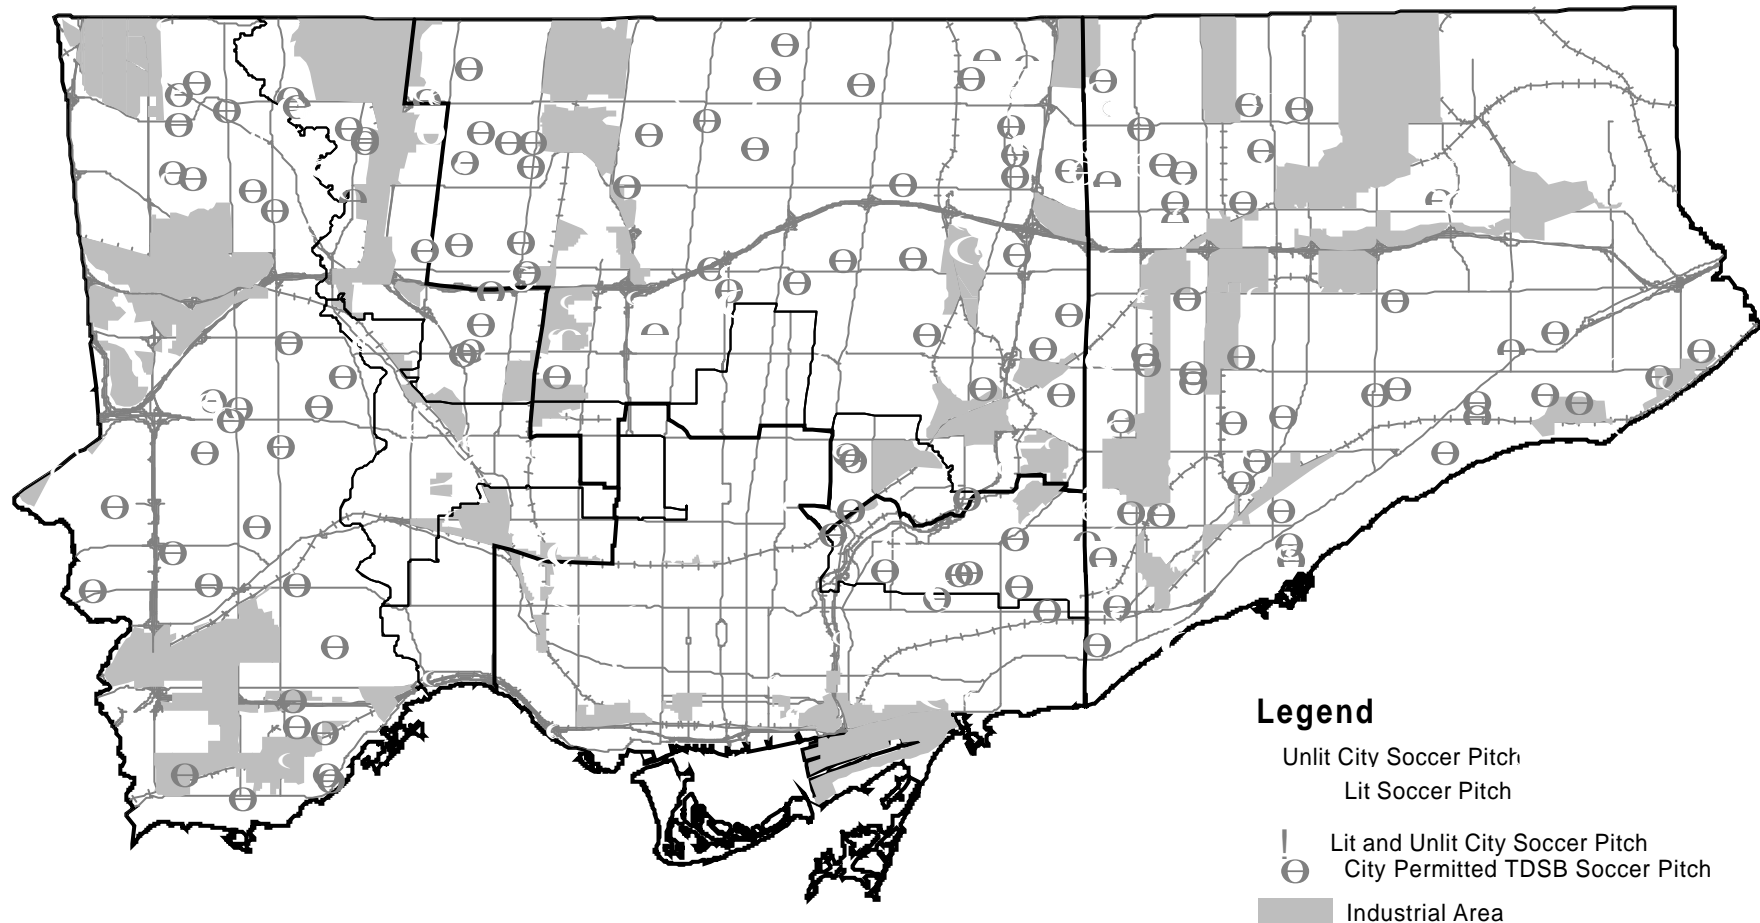 Legend
Unlit City Soccer Pitch
Lit Soccer Pitch
! Lit and Unlit City Soccer Pitch
City Permitted TDSB Soccer Pitch
Industrial Area